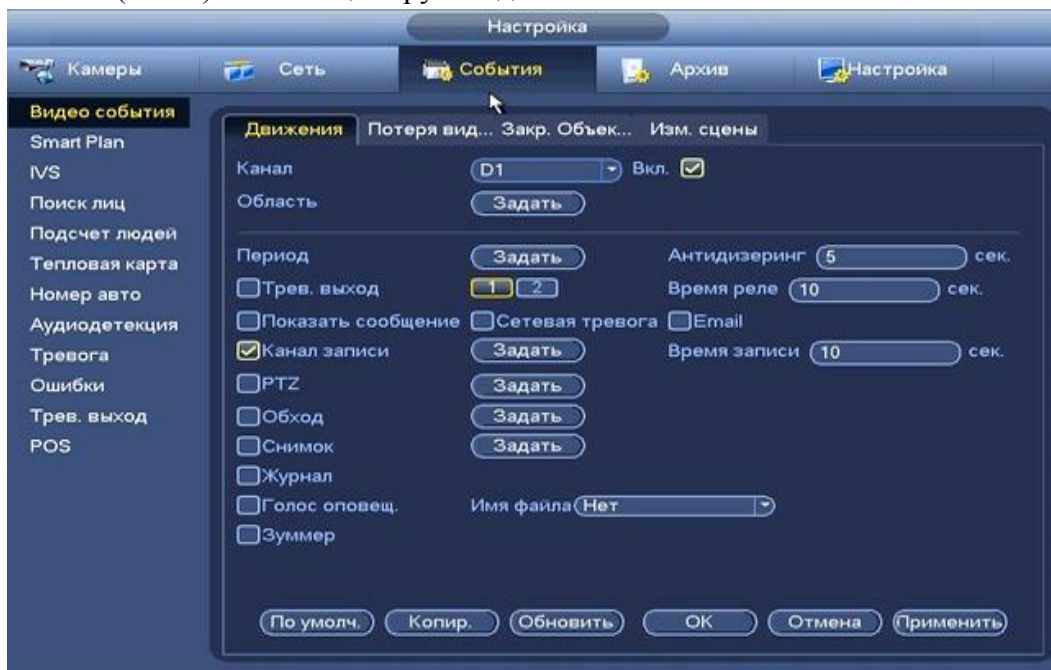 Настройка
Камеры Сеть События Архив Настройка
Видео события
Smart Plan
IVS
Поиск лиц
Подсчет людей
Тепловая карта
Номер авто
Аудиодетекция
Тревога
Ошибки
Трев. выход
POS
Движения Потеря вид... Закр. Объек... Изм. сцены
Канал D1 Вкл.
Область Задать
Период Задать Антидизеринг 5 сек.
Трев. выход 1 2 Время реле 10 сек.
Показать сообщение Сетевая тревога Email
Канал записи Задать Время записи 10 сек.
PTZ Задать
Обход Задать
Снимок Задать
Журнал
Голос оповещ. Имя файла Нет
Зуммер
По умолч. Копир. Обновить OK Отмена Применить